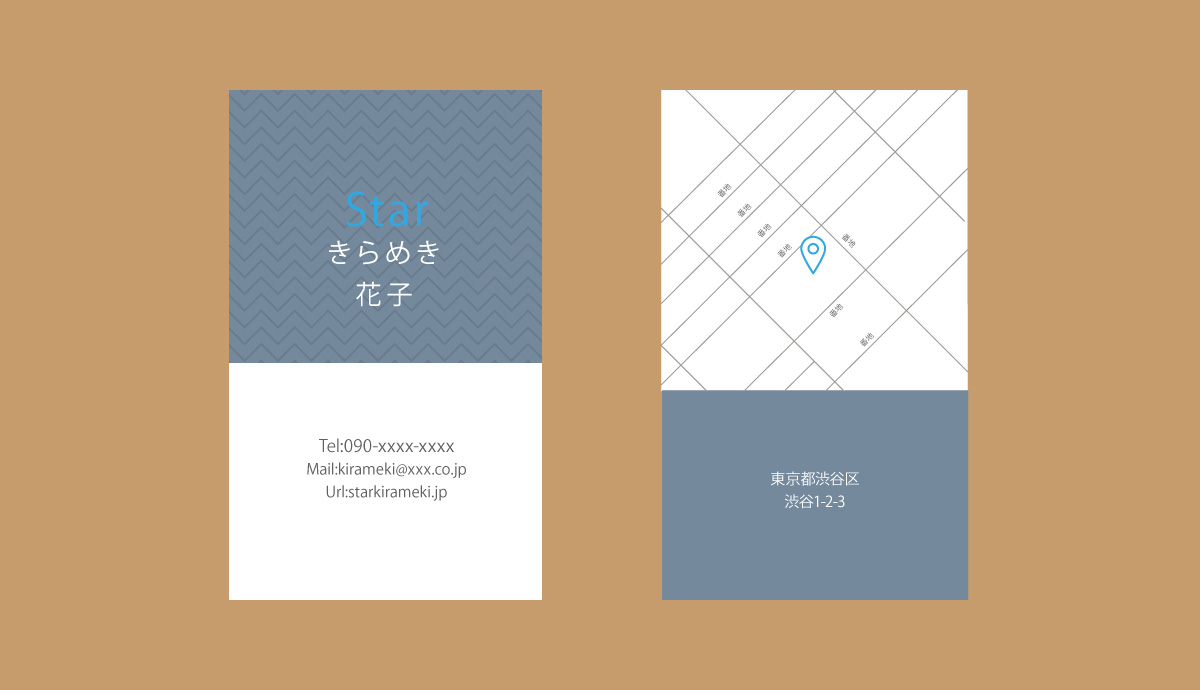 Star
きらめき
花子
Tel:090-xxxx-xxxx
Mail:kirameki@xxx.co.jp
Url:starkirameki.jp
番地
番地
番地
番地
番地
番地
番地
東京都渋谷区
渋谷1-2-3